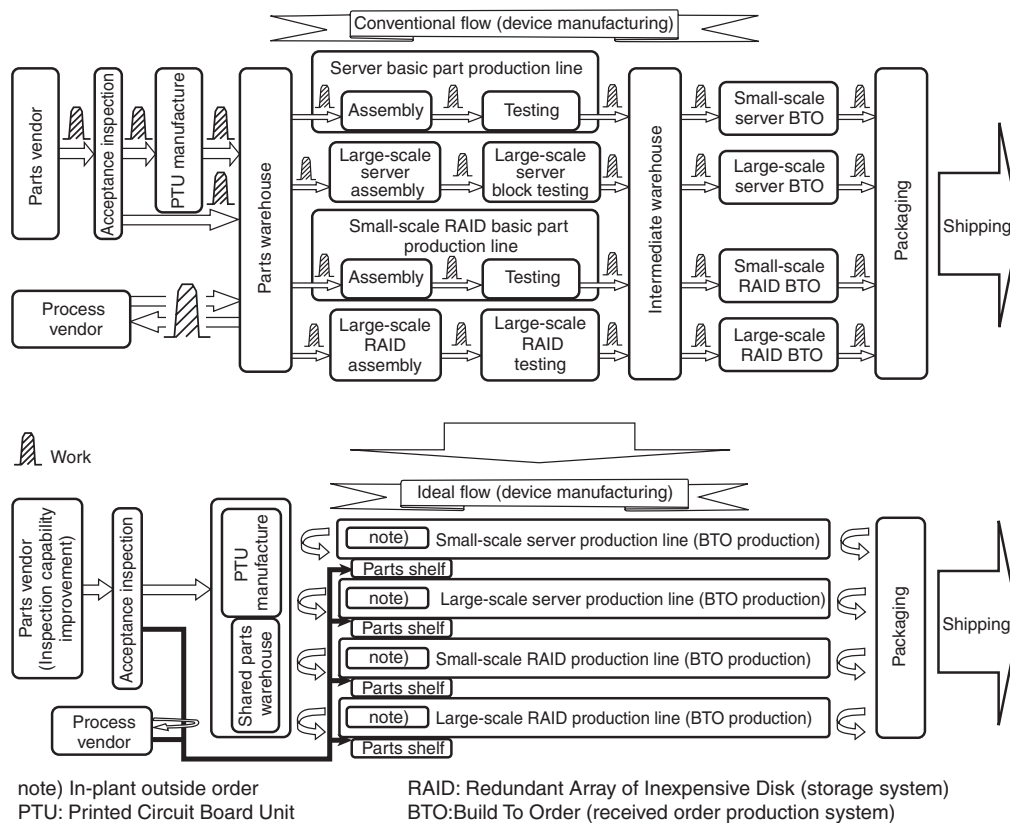 Conventional flow (device manufacturing)
Parts vendor
Acceptance inspection
PTU manufacture
Process
vendor
Parts warehouse
Server basic part production line
Assembly
Testing
Large-scale
server
assembly
Large-scale
server
block testing
Small-scale RAID basic part
production line
Assembly
Testing
Large-scale
RAID
assembly
Large-scale
RAID
testing
Intermediate warehouse
Small-scale
server BTO
Large-scale
server BTO
Small-scale
RAID BTO
Large-scale
RAID BTO
Packaging
Shipping
Work
Ideal flow (device manufacturing)
Parts vendor
(Inspection capability
improvement)
Acceptance inspection
Process
vendor
PTU
manufacture
Shared parts
warehouse
note) Small-scale server production line (BTO production)
Parts shelf
note) Large-scale server production line (BTO production)
Parts shelf
note) Small-scale RAID production line (BTO production)
Parts shelf
note) Large-scale RAID production line (BTO production)
Parts shelf
Packaging
Shipping
note) In-plant outside order
PTU: Printed Circuit Board Unit
RAID: Redundant Array of Inexpensive Disk (storage system)
BTO:Build To Order (received order production system)